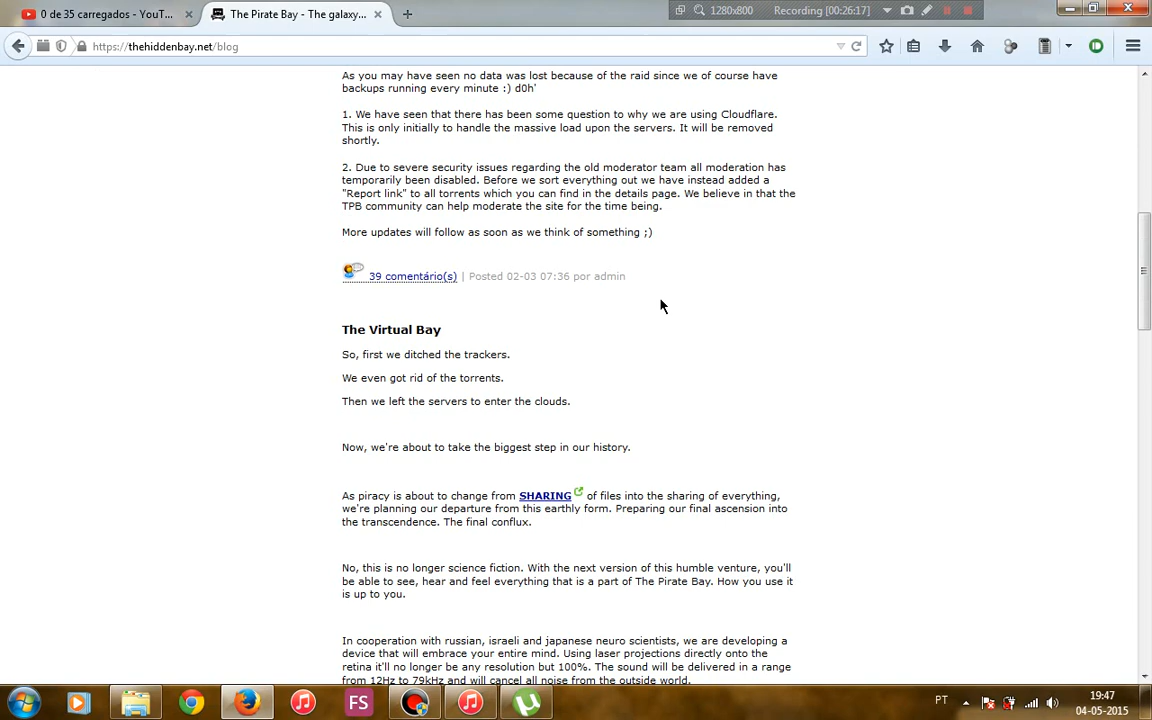 0 de 35 carregados - YouT...
The Pirate Bay - The galaxy...
1280x800
Recording [00:26:17]
https://thehiddenbay.net/blog
As you may have seen no data was lost because of the raid since we of course have
backups running every minute :) d0h'
1. We have seen that there has been some question to why we are using Cloudflare.
This is only initially to handle the massive load upon the servers. It will be removed
shortly.
2. Due to severe security issues regarding the old moderator team all moderation has
temporarily been disabled. Before we sort everything out we have instead added a
"Report link" to all torrents which you can find in the details page. We believe in that the
TPB community can help moderate the site for the time being.
More updates will follow as soon as we think of something ;)
39 comentário(s) | Posted 02-03 07:36 por admin
The Virtual Bay
So, first we ditched the trackers.
We even got rid of the torrents.
Then we left the servers to enter the clouds.
Now, we're about to take the biggest step in our history.
As piracy is about to change from SHARING of files into the sharing of everything,
we're planning our departure from this earthly form. Preparing our final ascension into
the transcendence. The final conflux.
No, this is no longer science fiction. With the next version of this humble venture, you'll
be able to see, hear and feel everything that is a part of The Pirate Bay. How you use it
is up to you.
In cooperation with russian, israeli and japanese neuro scientists, we are developing a
device that will embrace your entire mind. Using laser projections directly onto the
retina it'll no longer be any resolution but 100%. The sound will be delivered in a range
from 12Hz to 79kHz and will cancel all noise from the outside world.
FS
PT
19:47
04-05-2015